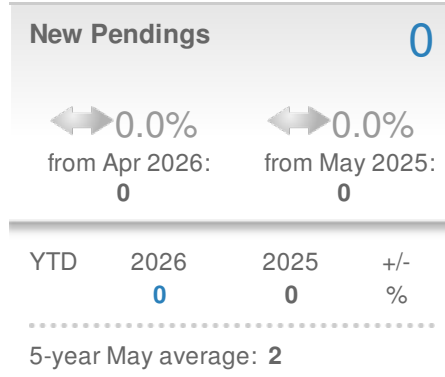 New Pendings 0
0.0% 0.0%
from Apr 2026: from May 2025:
0 0
YTD 2026 2025 +/-
0 0 %
5-year May average: 2